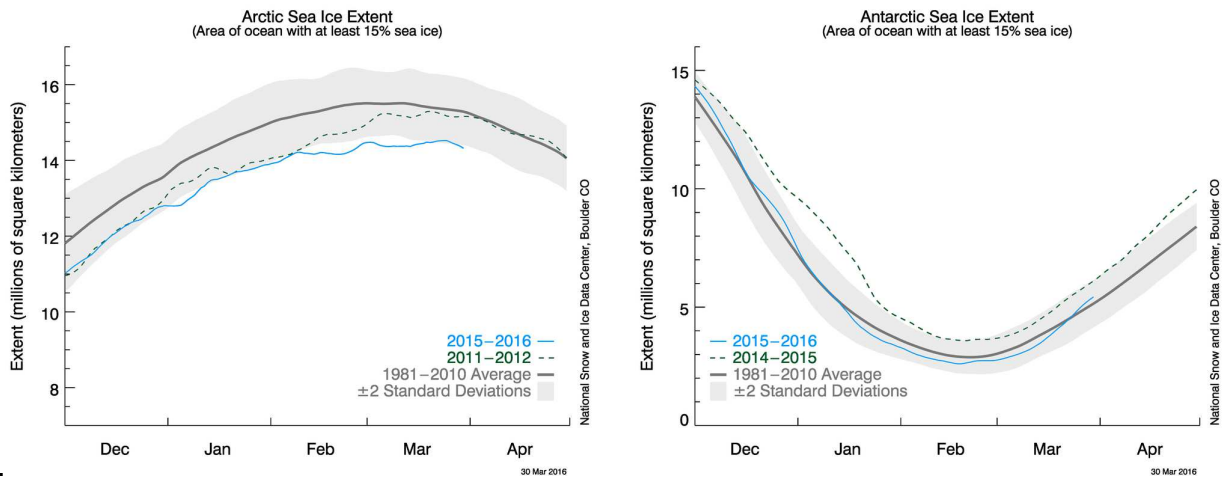 Arctic Sea Ice Extent
(Area of ocean with at least 15% sea ice)
Extent (millions of square kilometers)
16
14
12
10
8
2015–2016
2011–2012
1981–2010 Average
±2 Standard Deviations
Dec Jan Feb Mar Apr
National Snow and Ice Data Center, Boulder CO
30 Mar 2016
Antarctic Sea Ice Extent
(Area of ocean with at least 15% sea ice)
Extent (millions of square kilometers)
15
10
5
0
2015–2016
2014–2015
1981–2010 Average
±2 Standard Deviations
Dec Jan Feb Mar Apr
National Snow and Ice Data Center, Boulder CO
30 Mar 2016